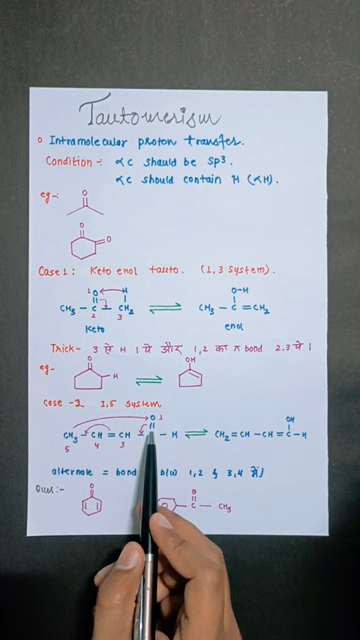 Tautomerism
Intramolecular proton transfer.
Condition :- αc should be sp3.
αc should contain H (αH).
eg -:
O
O
O
Case 1 : Keto enol tauto. (1,3 system).
1 O H O-H
CH3 - C - CH2 ⇌ CH3 - C = CH2
2 3
Keto enol
Trick- 3 से H 1 पे और 1,2 का π bond 2,3 मे ।
eg- O H OH
Case -2 1,5 system
O 1 OH
CH3 - CH = CH - H ⇌ CH2 = CH - CH = C - H
5 4 3
alternate = bond b(w) 1,2 & 3,4 में)
Ques :- O O
C - CH3